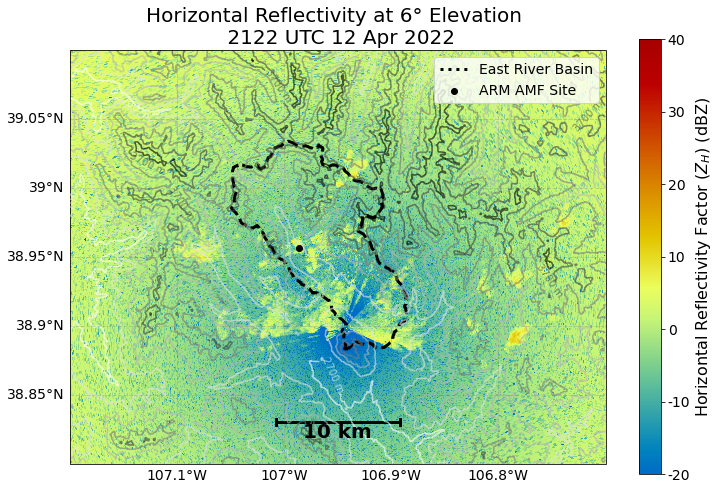 Horizontal Reflectivity at 6° Elevation
2122 UTC 12 Apr 2022
East River Basin
ARM AMF Site
39.05°N
39°N
38.95°N
38.9°N
38.85°N
10 km
107.1°W
107°W
106.9°W
106.8°W
40
30
20
10
0
-10
-20
Horizontal Reflectivity Factor (Z_H) (dBZ)